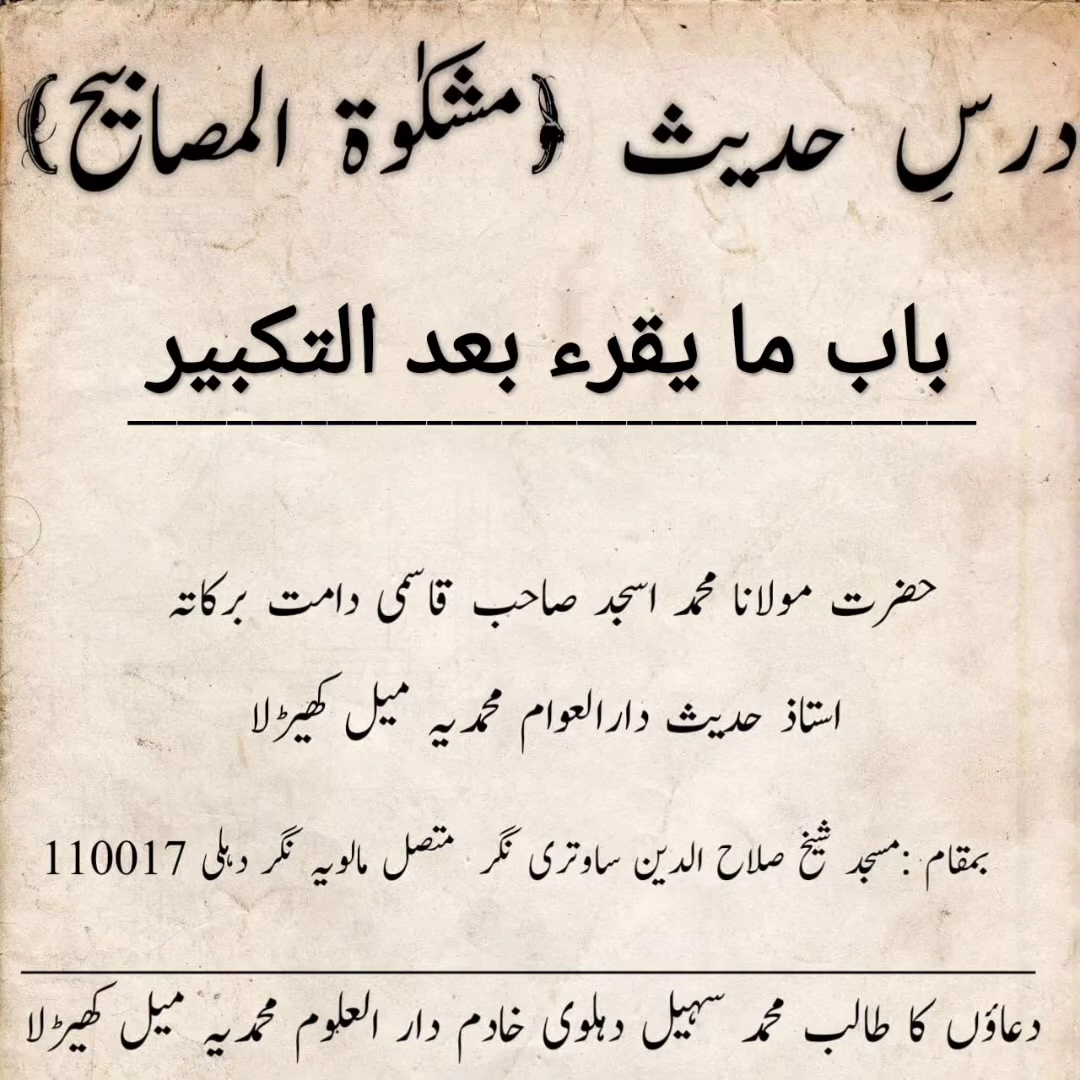 درسِ حدیث ﴿مشکوٰۃ المصابیح﴾
باب ما یقرء بعد التکبیر
حضرت مولانا محمد اسجد صاحب قاسمی دامت برکاتہ
استاذ حدیث دارالعوام محمدیہ میل کھیڑلا
بمقام :مسجد شیخ صلاح الدین ساوتری نگر متصل مالویہ نگر دہلی 110017
دعاؤں کا طالب محمد سہیل دہلوی خادم دار العلوم محمدیہ میل کھیڑلا